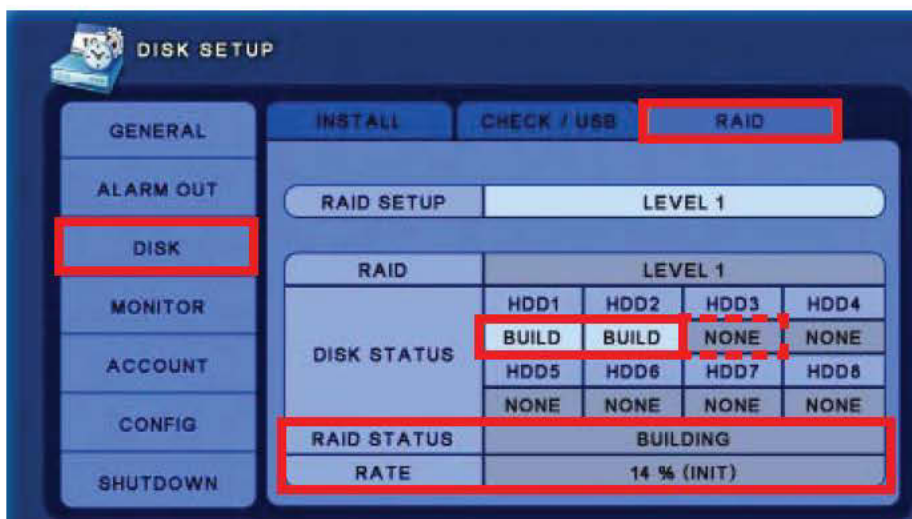 DISK SETUP
GENERAL
ALARM OUT
DISK
MONITOR
ACCOUNT
CONFIG
SHUTDOWN
INSTALL CHECK / USB RAID
RAID SETUP LEVEL 1
RAID LEVEL 1
DISK STATUS
HDD1 HDD2 HDD3 HDD4
BUILD BUILD NONE NONE
HDD5 HDD6 HDD7 HDD8
NONE NONE NONE NONE
RAID STATUS BUILDING
RATE 14 % (INIT)